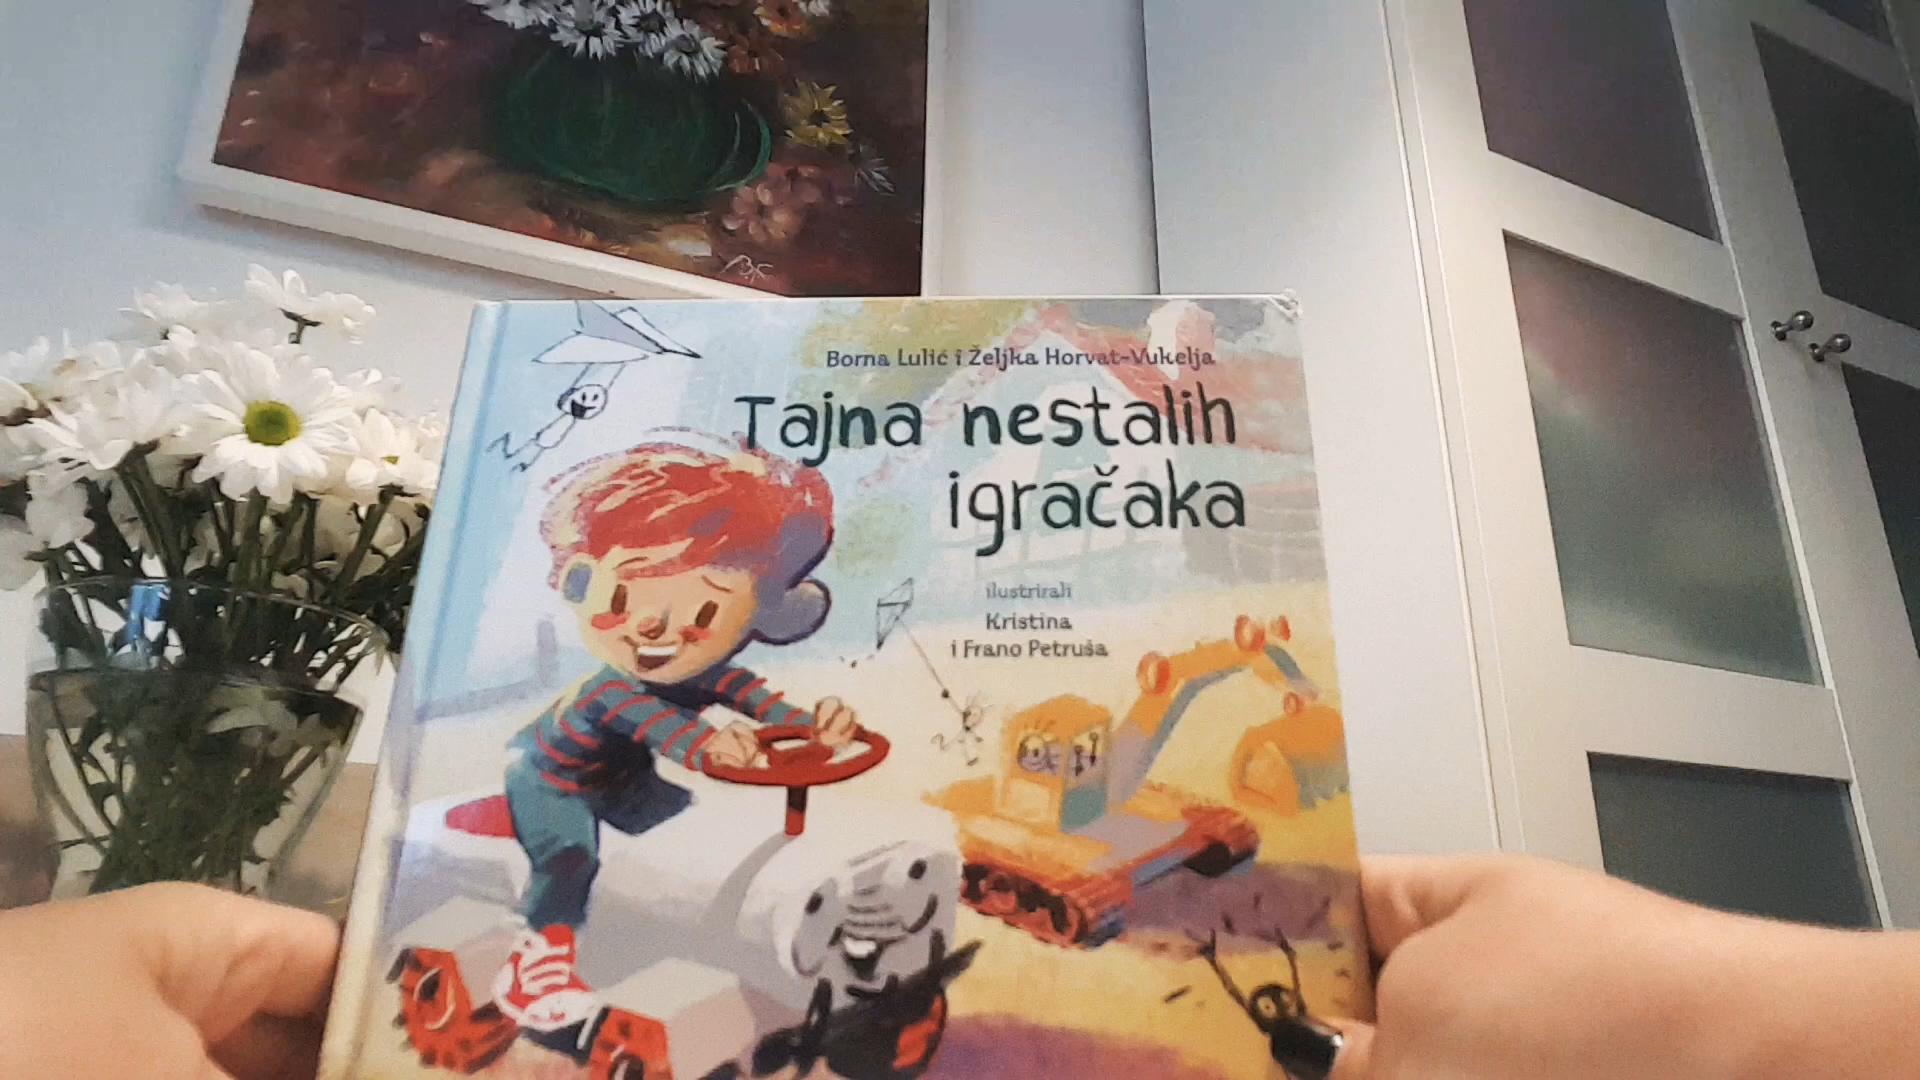 Borna Lulić i Željka Horvat-Vukelja
Tajna nestalih
igračaka
ilustrirali
Kristina
i Frano Petruša